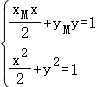 { x_M x / 2 + y_M y = 1
x^2 / 2 + y^2 = 1